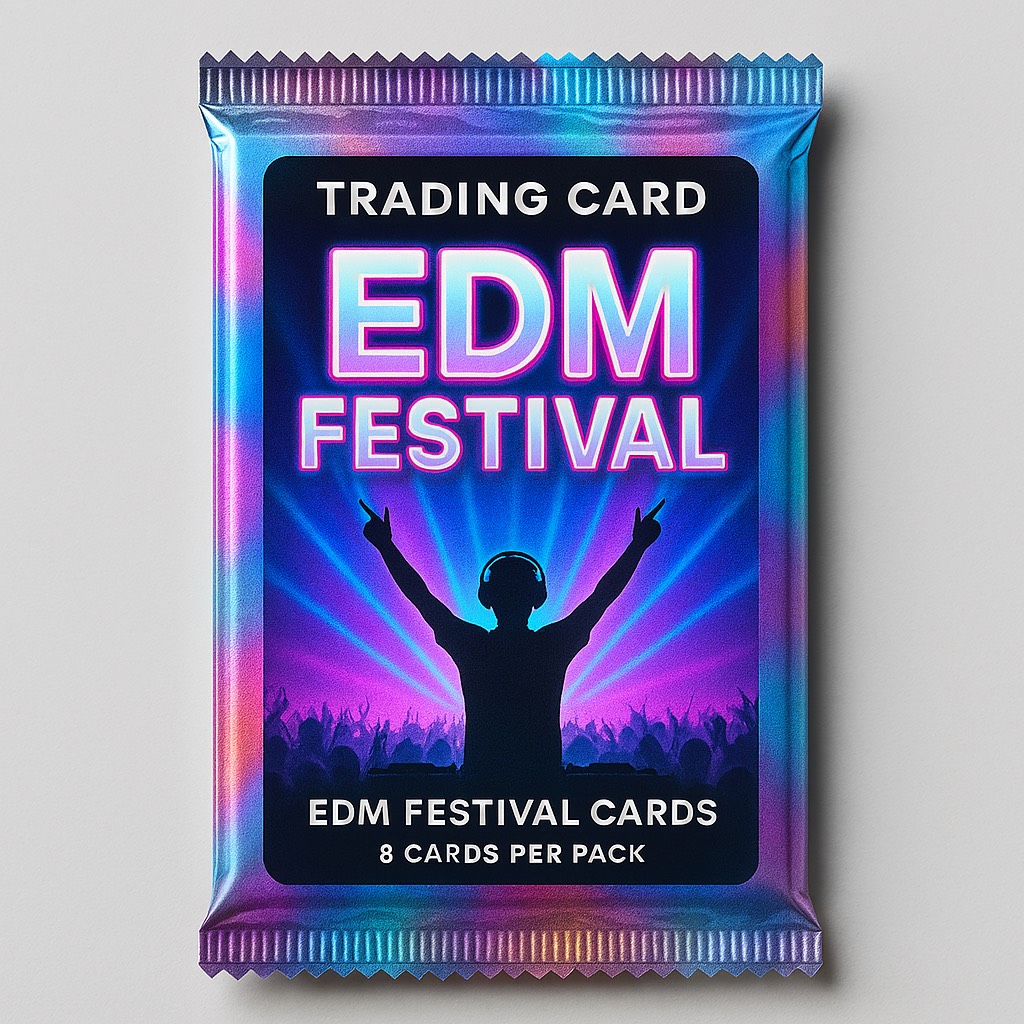 TRADING CARD
EDM
FESTIVAL
EDM FESTIVAL CARDS
8 CARDS PER PACK